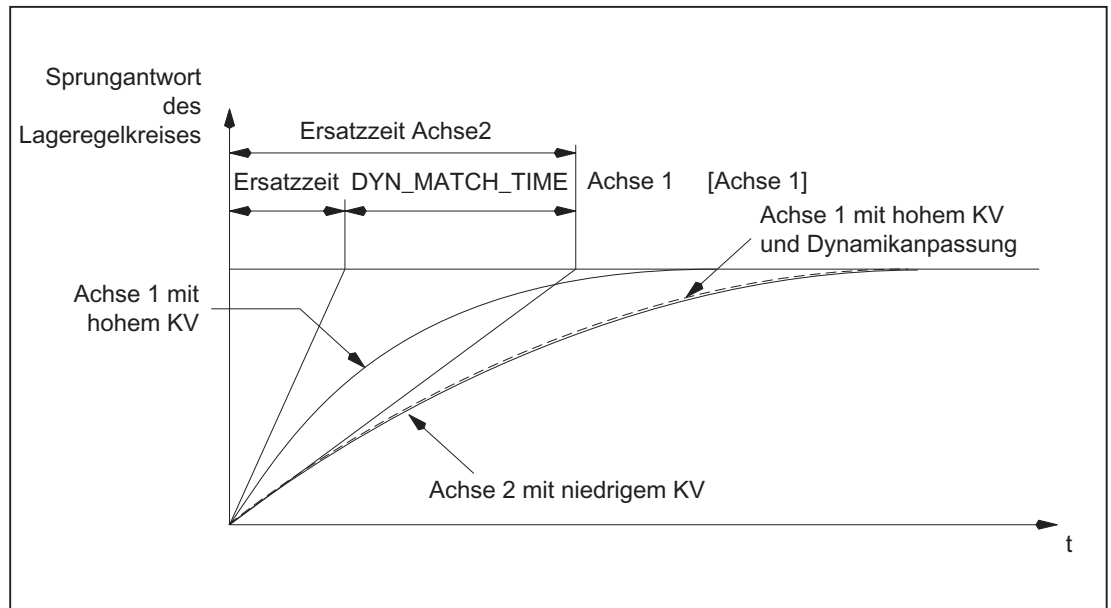 Sprungantwort
des
Lageregelkreises
Ersatzzeit Achse2
Ersatzzeit DYN_MATCH_TIME Achse 1 [Achse 1]
Achse 1 mit hohem KV
und Dynamikanpassung
Achse 1 mit
hohem KV
Achse 2 mit niedrigem KV
t